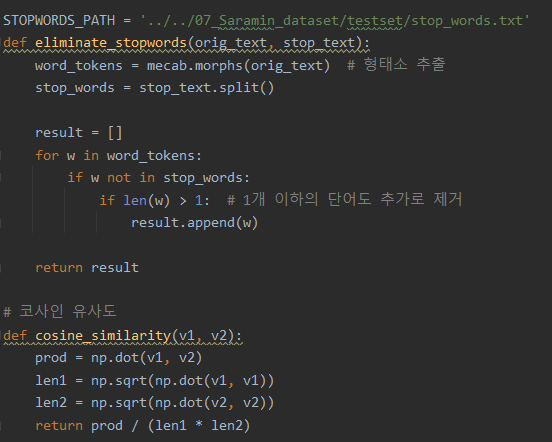 STOPWORDS_PATH = '../../07_Saramin_dataset/testset/stop_words.txt'
def eliminate_stopwords(orig_text, stop_text):
    word_tokens = mecab.morphs(orig_text)  # 형태소 추출
    stop_words = stop_text.split()

    result = []
    for w in word_tokens:
        if w not in stop_words:
            if len(w) > 1:  # 1개 이하의 단어도 추가로 제거
                result.append(w)

    return result

# 코사인 유사도
def cosine_similarity(v1, v2):
    prod = np.dot(v1, v2)
    len1 = np.sqrt(np.dot(v1, v1))
    len2 = np.sqrt(np.dot(v2, v2))
    return prod / (len1 * len2)